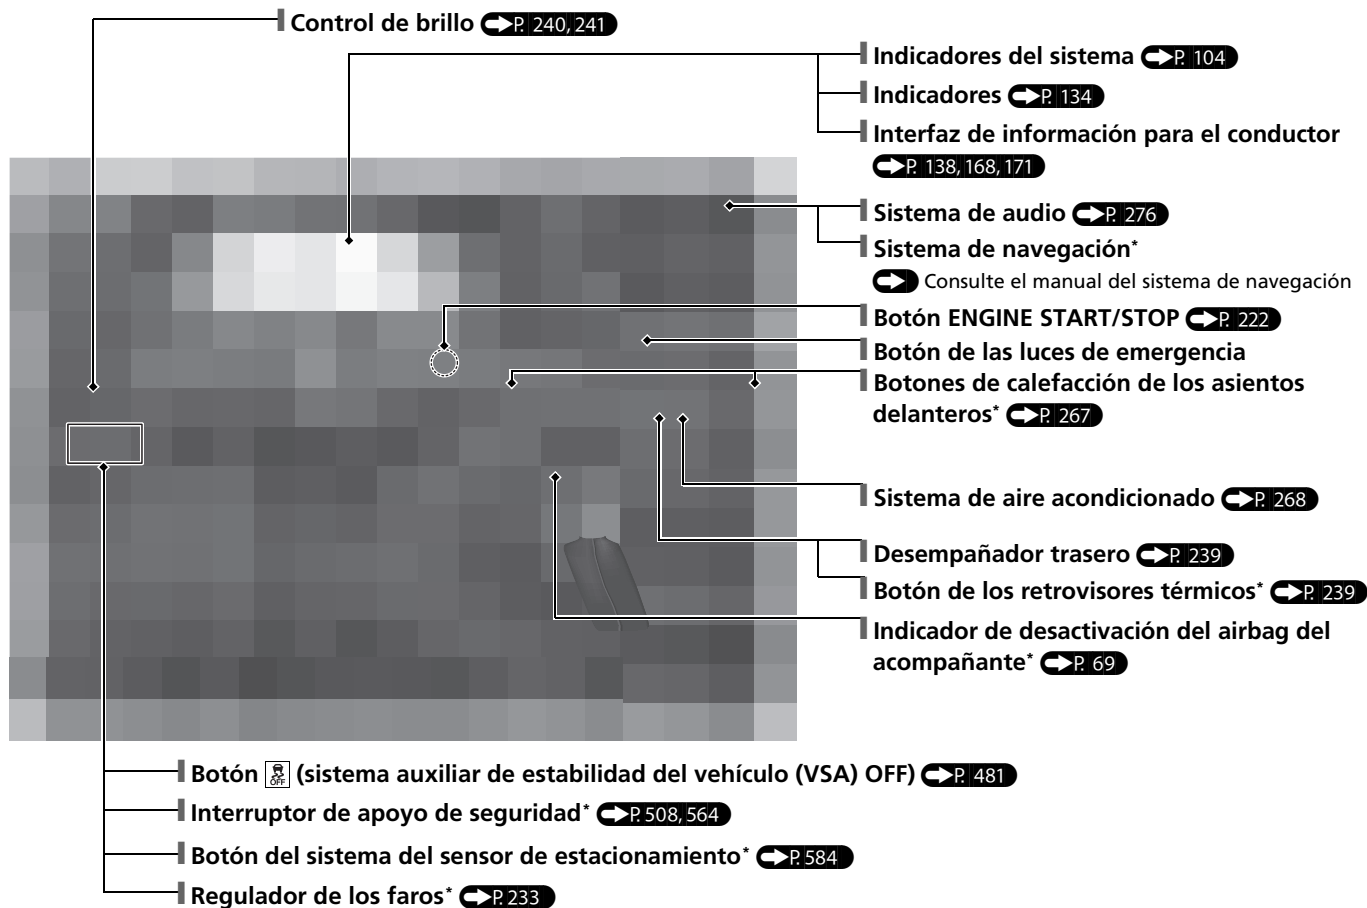 Control de brillo P. 240, 241
Indicadores del sistema P. 104
Indicadores P. 134
Interfaz de información para el conductor
P. 138, 168, 171
Sistema de audio P. 276
Sistema de navegación*
Consulte el manual del sistema de navegación
Botón ENGINE START/STOP P. 222
Botón de las luces de emergencia
Botones de calefacción de los asientos
delanteros* P. 267
Sistema de aire acondicionado P. 268
Desempañador trasero P. 239
Botón de los retrovisores térmicos* P. 239
Indicador de desactivación del airbag del
acompañante* P. 69
Botón OFF (sistema auxiliar de estabilidad del vehículo (VSA) OFF) P. 481
Interruptor de apoyo de seguridad* P. 508, 564
Botón del sistema del sensor de estacionamiento* P. 584
Regulador de los faros* P. 233